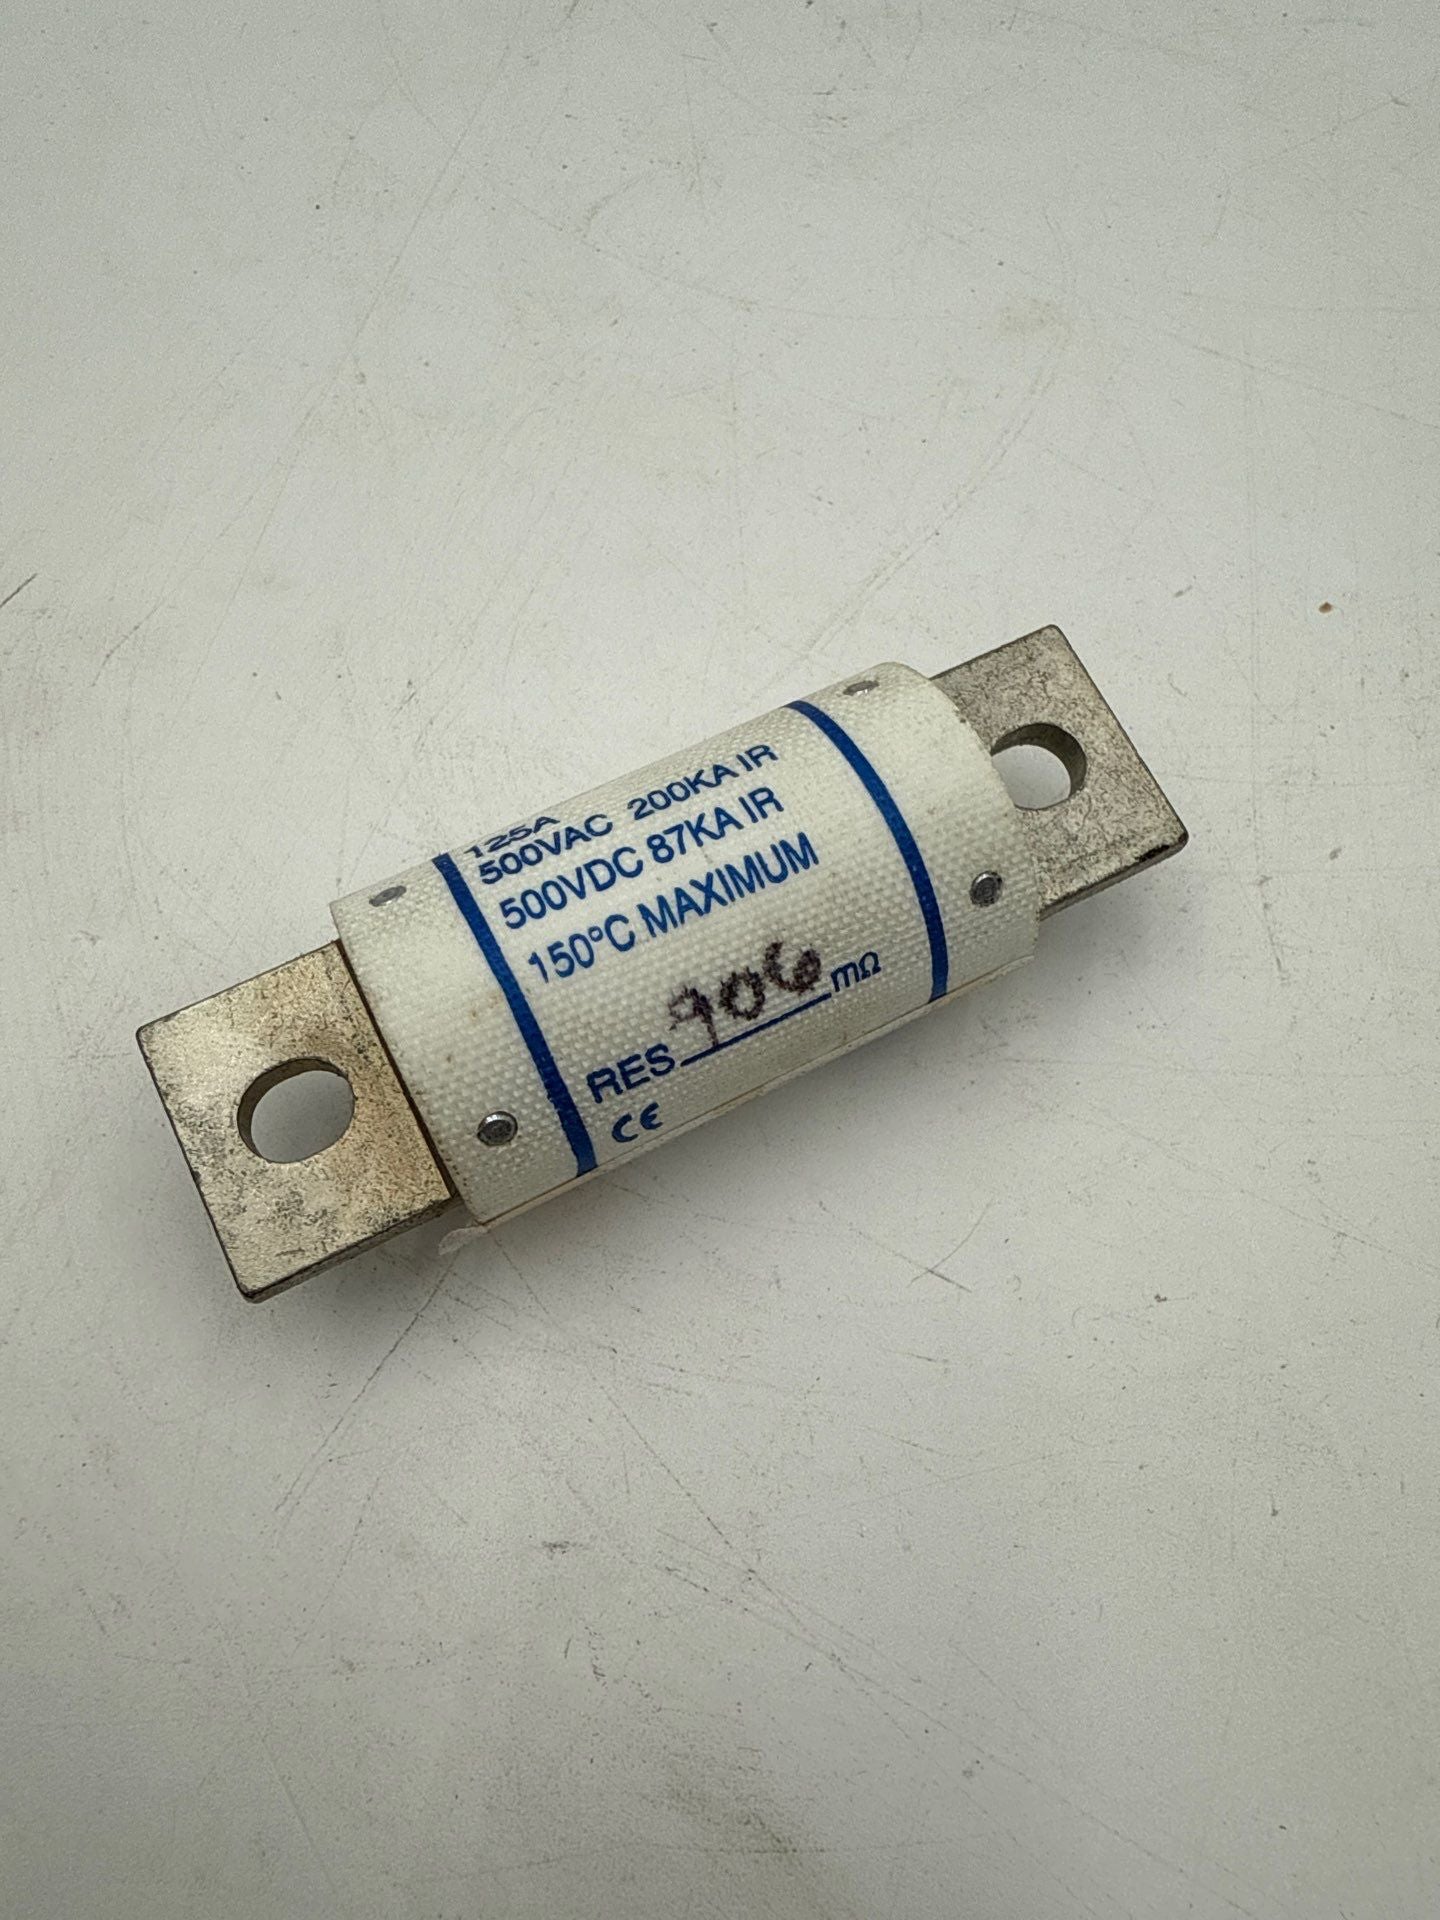 125A
500VAC 200KA IR
500VDC 87KA IR
150°C MAXIMUM
RES 906 mΩ
CE